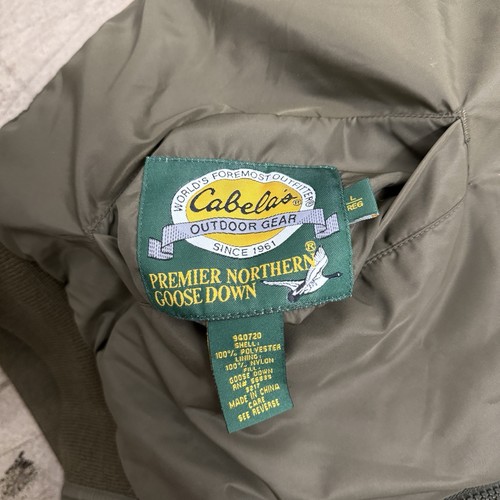 WORLD'S FOREMOST OUTFITTER®
Cabela's®
OUTDOOR GEAR
SINCE 1961
PREMIER NORTHERN®
GOOSE DOWN
L
REG
SHELL:
100% POLYESTER
LINING:
100% NYLON
FILL:
GOOSE DOWN
MADE IN CHINA
CARE
SEE REVERSE